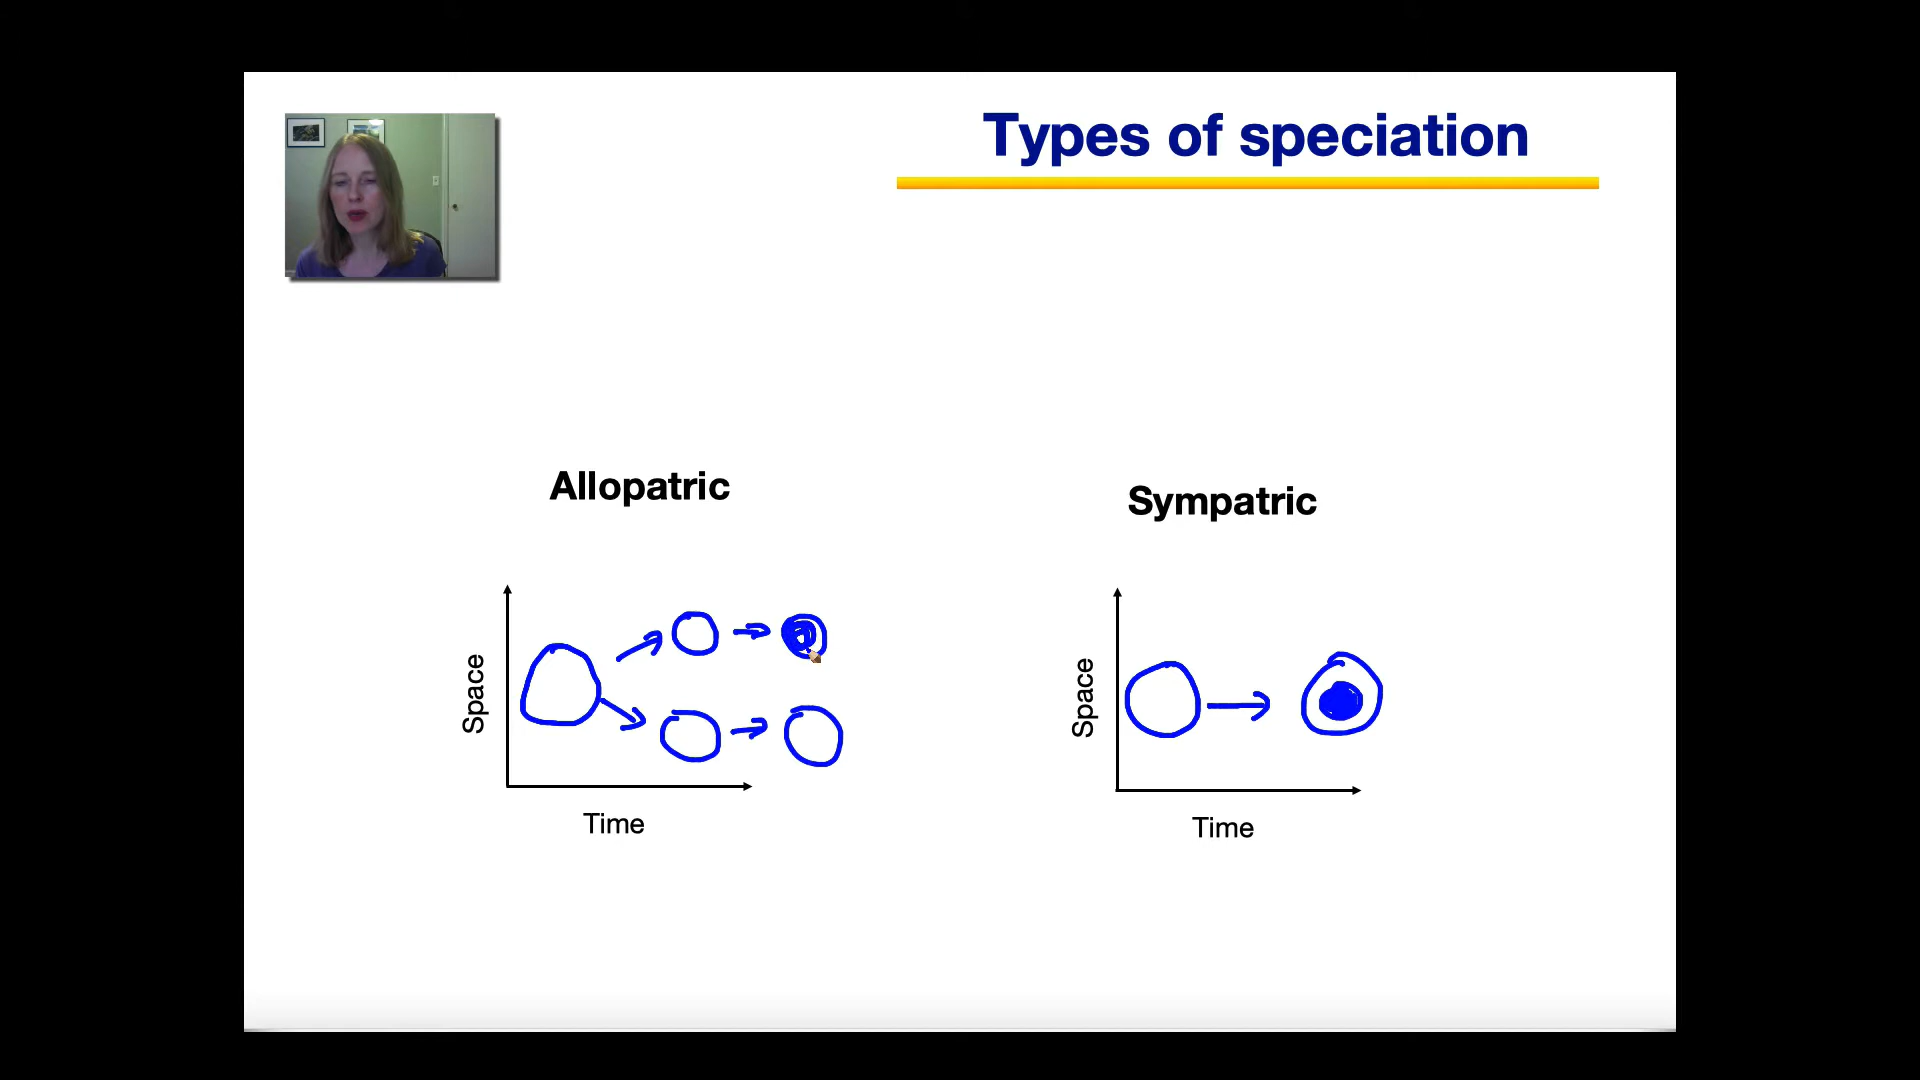 Types of speciation
Allopatric
Sympatric
Space
Time
Space
Time